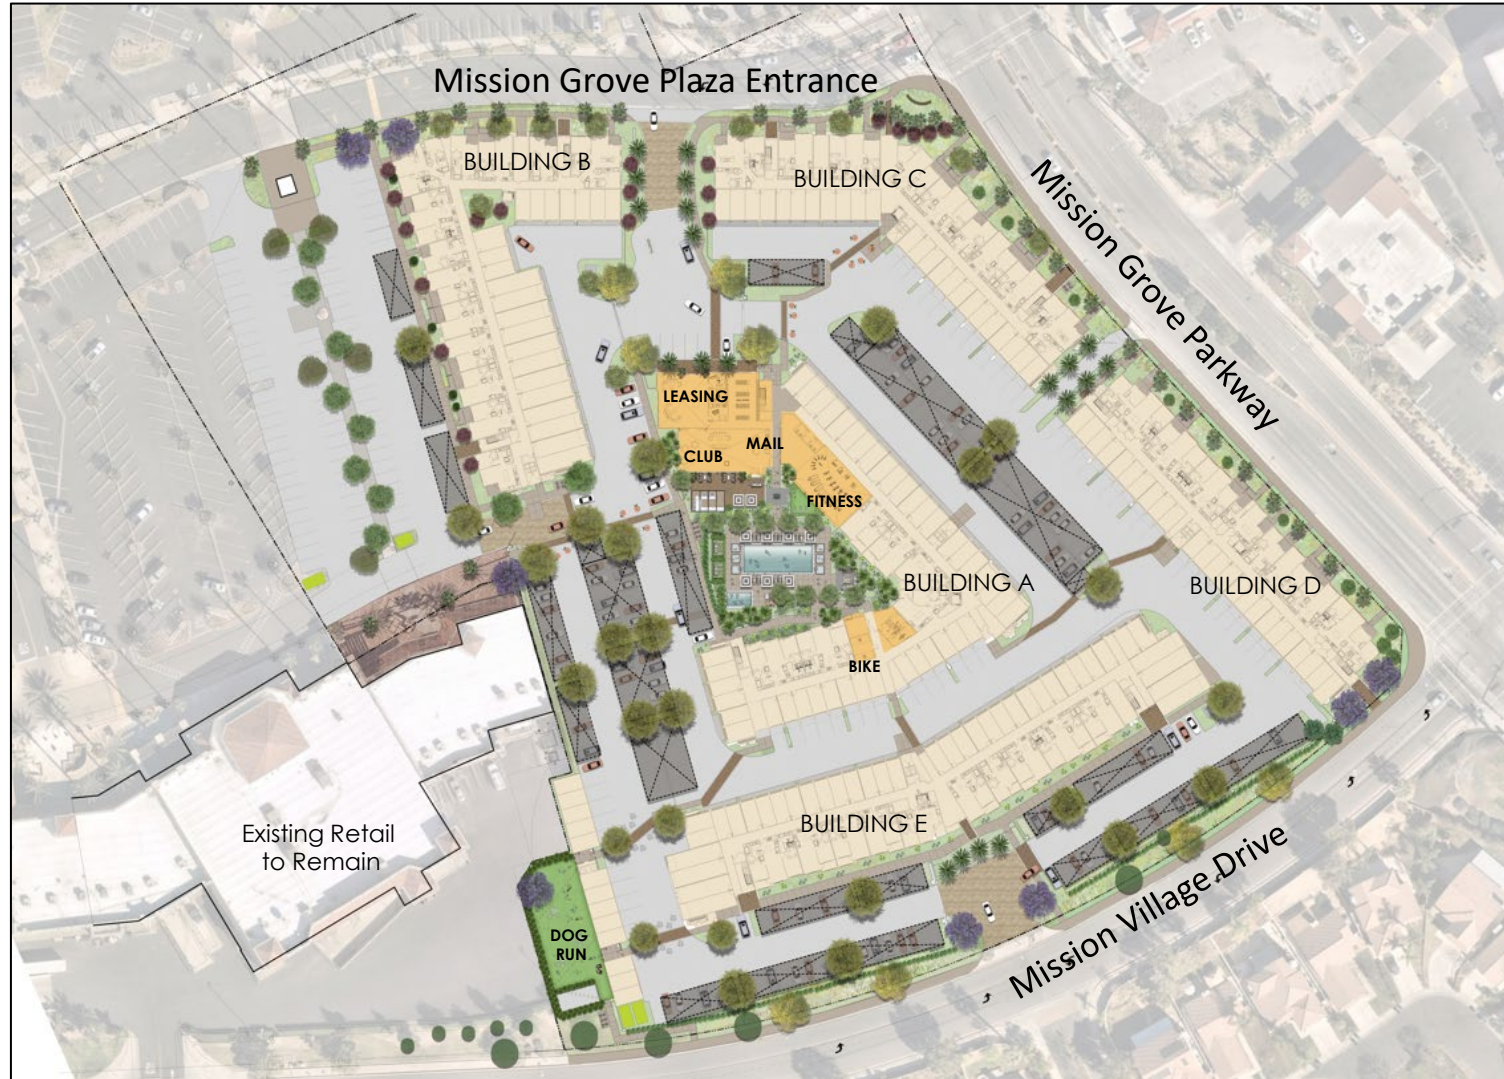 Mission Grove Plaza Entrance
BUILDING B
BUILDING C
Mission Grove Parkway
LEASING
MAIL
CLUB
FITNESS
BUILDING A
BUILDING D
BIKE
BUILDING E
Existing Retail
to Remain
DOG
RUN
Mission Village Drive